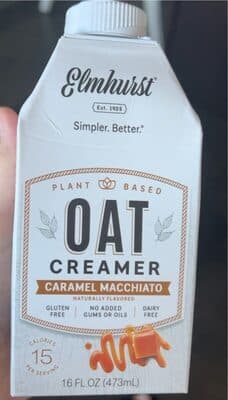 Elmhurst®
Est. 1925
Simpler. Better.®
PLANT BASED
OAT
CREAMER
CARAMEL MACCHIATO
NATURALLY FLAVORED
GLUTEN FREE
NO ADDED GUMS OR OILS
DAIRY FREE
CALORIES
15
PER SERVING
16 FL OZ (473mL)